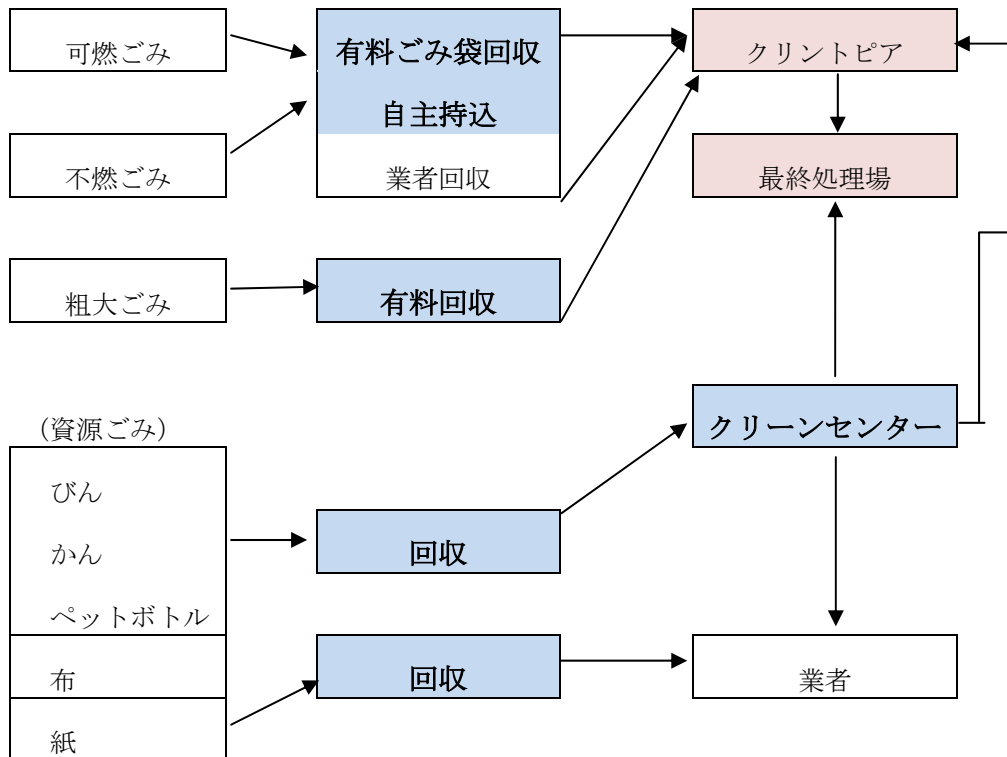 可燃ごみ
有料ごみ袋回収
クリントピア
自主持込
不燃ごみ
業者回収
最終処理場
粗大ごみ
有料回収
クリーンセンター
(資源ごみ)
びん
かん
回収
ペットボトル
布
回収
業者
紙